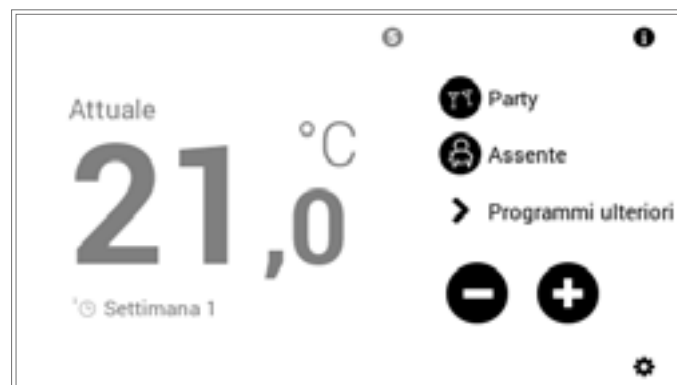 Attuale
21,0 °C
Settimana 1
Party
Assente
Programmi ulteriori